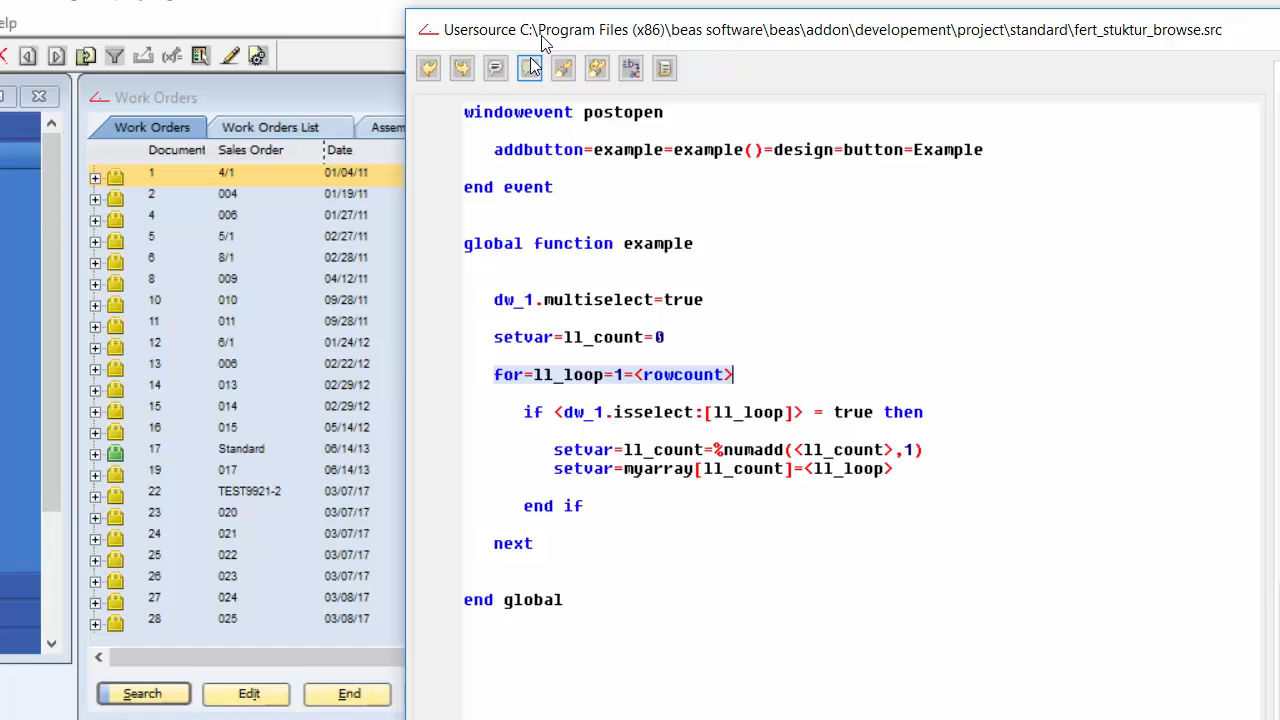 elp
Usersource C:\Program Files (x86)\beas software\beas\addon\developement\project\standard\fert_stuktur_browse.src
Work Orders
Work Orders Work Orders List Assem
Document Sales Order Date
1 4/1 01/04/11
2 004 01/19/11
4 006 01/27/11
5 5/1 02/27/11
6 8/1 02/28/11
8 009 04/12/11
10 010 09/28/11
11 011 09/28/11
12 6/1 01/24/12
13 006 02/22/12
14 013 02/29/12
15 014 02/29/12
16 015 05/14/12
17 Standard 06/14/13
19 017 06/14/13
22 TEST9921-2 03/07/17
23 020 03/07/17
24 021 03/07/17
25 022 03/07/17
26 023 03/07/17
27 024 03/08/17
28 025 03/08/17
Search Edit End
windowevent postopen
addbutton=example=example()=design=button=Example
end event
global function example
dw_1.multiselect=true
setvar=ll_count=0
for=ll_loop=1=<rowcount>
if <dw_1.isselect:[ll_loop]> = true then
setvar=ll_count=%numadd(<ll_count>,1)
setvar=myarray[ll_count]=<ll_loop>
end if
next
end global